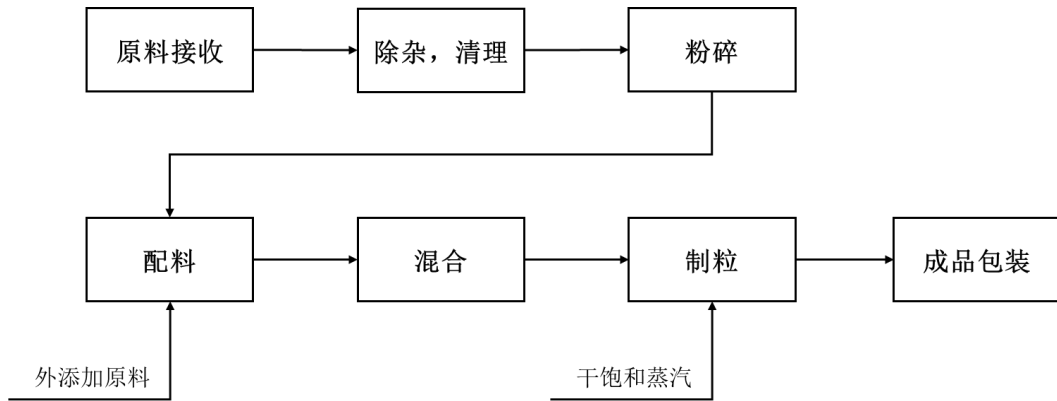 原料接收
除杂，清理
粉碎
配料
混合
制粒
成品包装
外添加原料
干饱和蒸汽